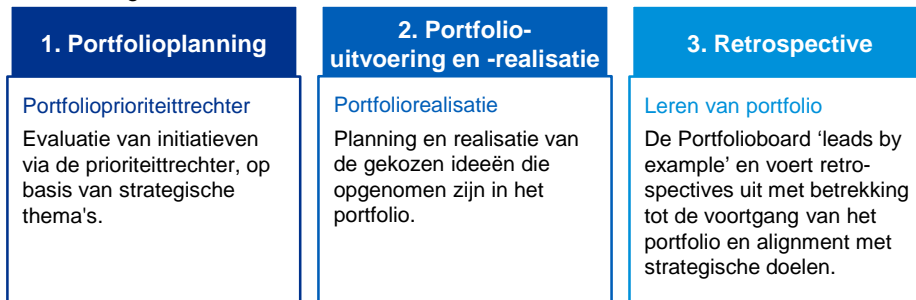 1. Portfolioplanning
Portfolioprioriteittrechter
Evaluatie van initiatieven
via de prioriteittrechter, op
basis van strategische
thema's.
2. Portfolio-
uitvoering en -realisatie
Portfoliorealisatie
Planning en realisatie van
de gekozen ideeën die
opgenomen zijn in het
portfolio.
3. Retrospective
Leren van portfolio
De Portfolioboard ‘leads by
example’ en voert retro-
spectives uit met betrekking
tot de voortgang van het
portfolio en alignment met
strategische doelen.